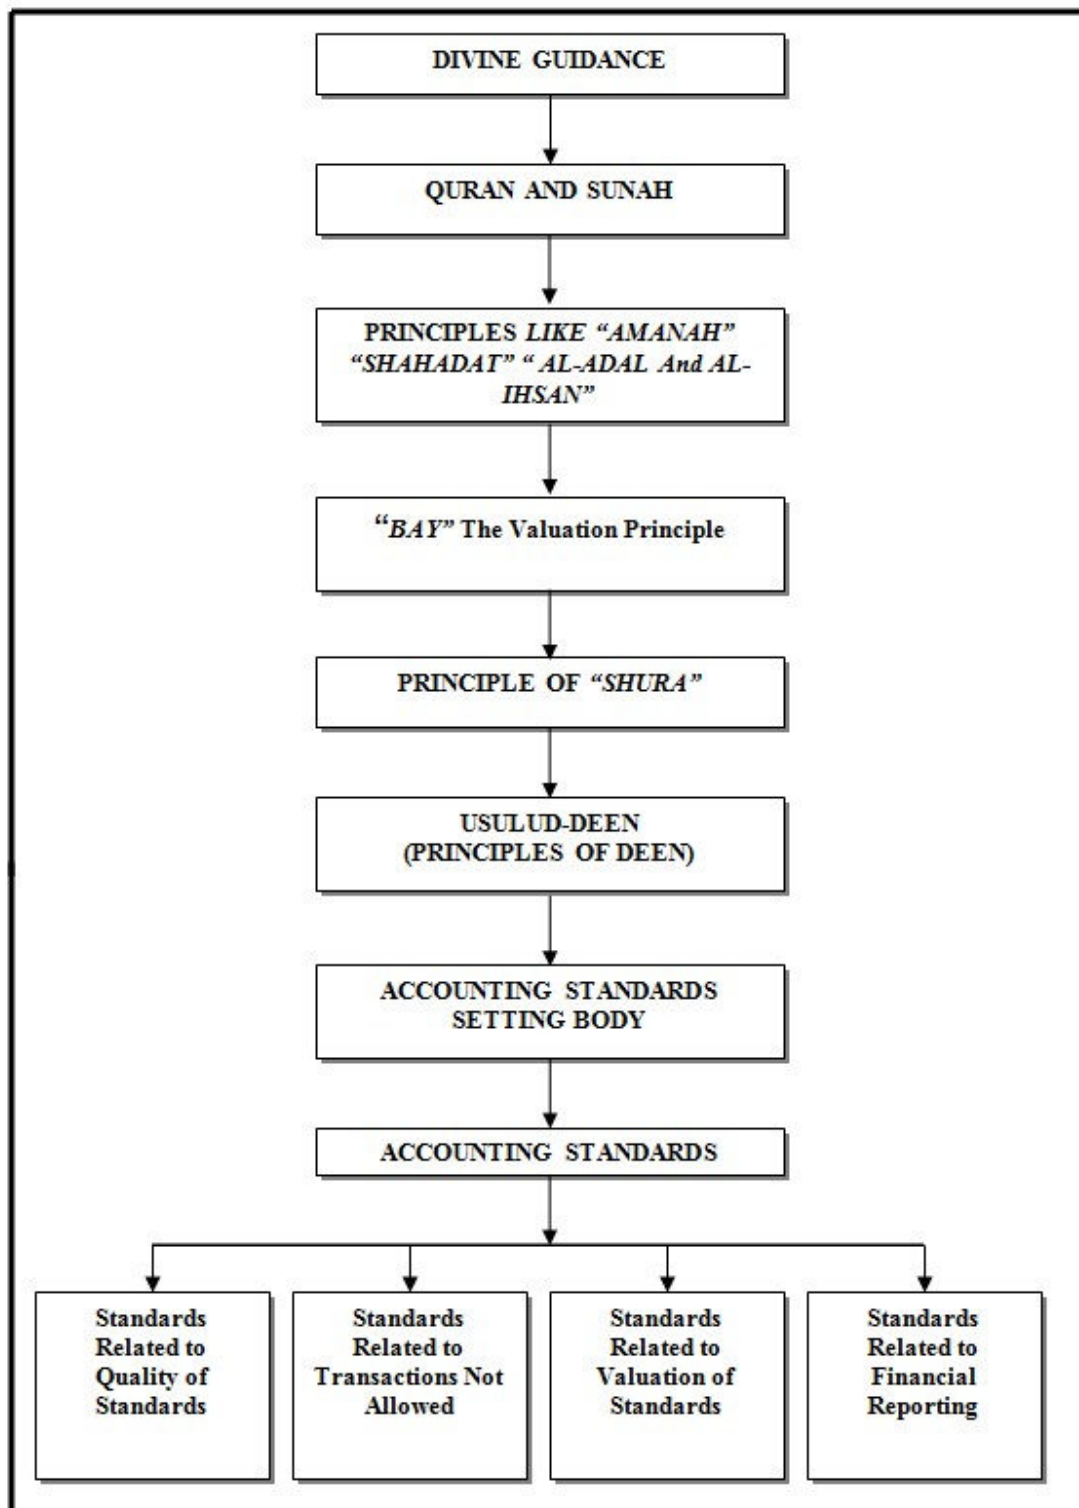 DIVINE GUIDANCE
QURAN AND SUNAH
PRINCIPLES LIKE “AMANAH”
“SHAHADAT” “ AL-ADAL And AL-
IHSAN”
“BAY” The Valuation Principle
PRINCIPLE OF “SHURA”
USULUD-DEEN
(PRINCIPLES OF DEEN)
ACCOUNTING STANDARDS
SETTING BODY
ACCOUNTING STANDARDS
Standards
Related to
Quality of
Standards
Standards
Related to
Transactions Not
Allowed
Standards
Related to
Valuation of
Standards
Standards
Related to
Financial
Reporting